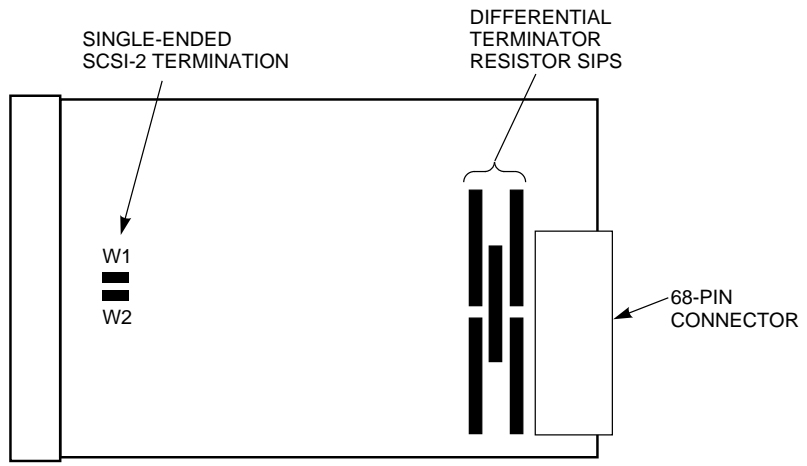 SINGLE-ENDED
SCSI-2 TERMINATION
DIFFERENTIAL
TERMINATOR
RESISTOR SIPS
W1
W2
68-PIN
CONNECTOR